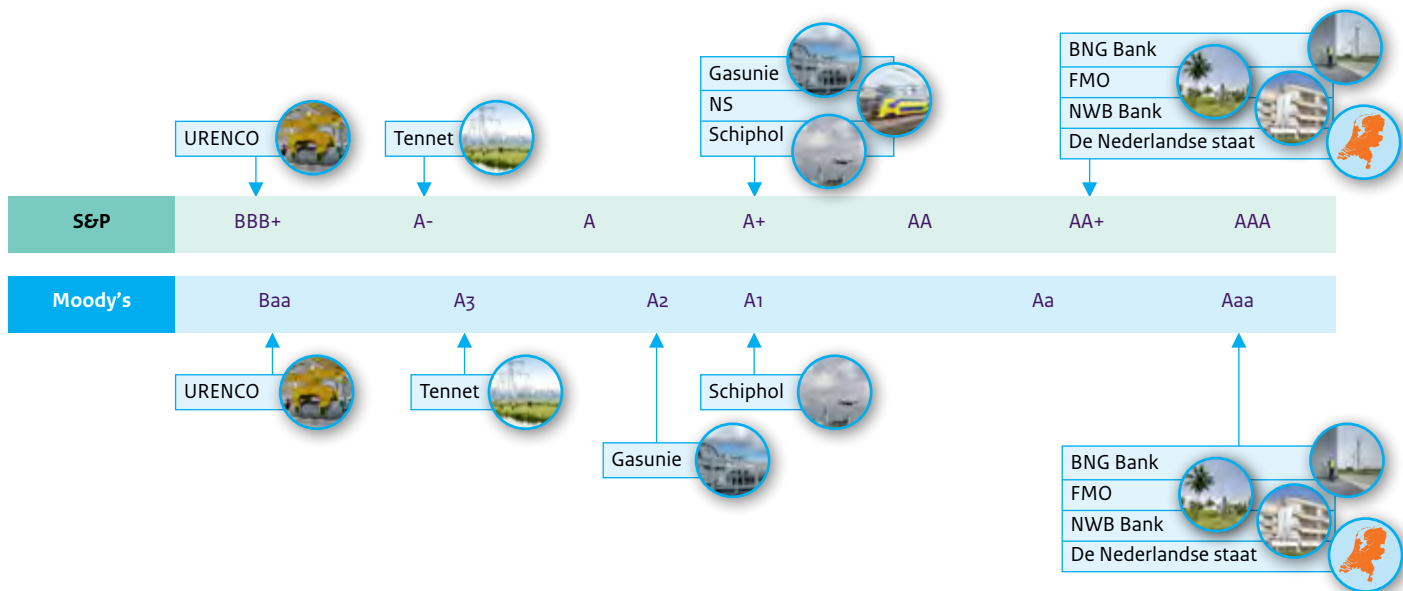 BNG Bank
FMO
NWB Bank
De Nederlandse staat
Gasunie
NS
Schiphol
URENCO
Tennet
S&P BBB+ A- A A+ AA AA+ AAA
Moody's Baa A3 A2 A1 Aa Aaa
URENCO
Tennet
Schiphol
Gasunie
BNG Bank
FMO
NWB Bank
De Nederlandse staat